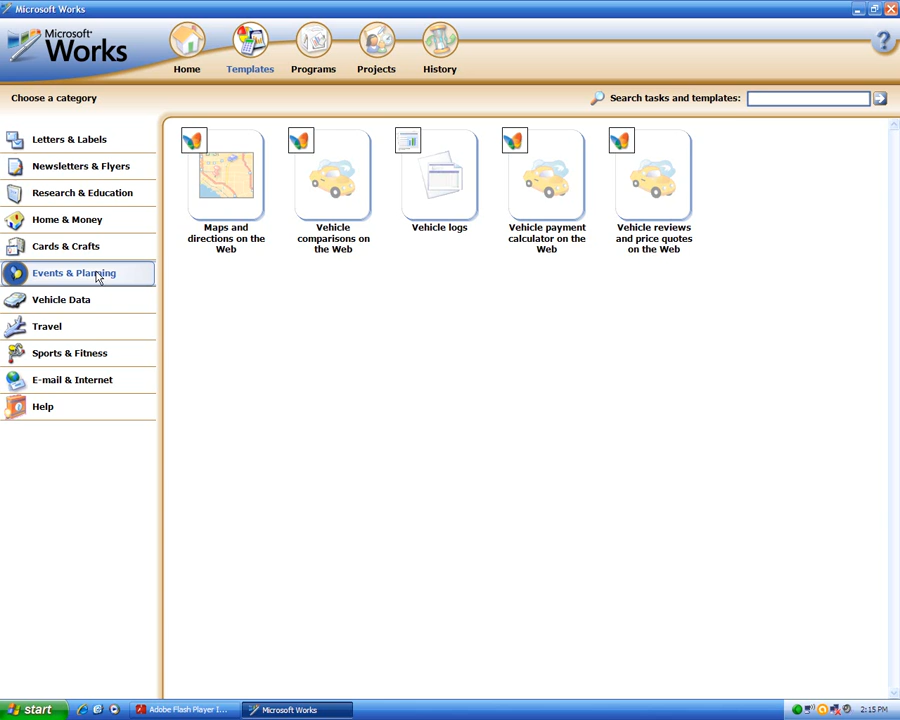 Microsoft Works
Microsoft®
Works
Home
Templates
Programs
Projects
History
?
Choose a category
Search tasks and templates:
Letters & Labels
Newsletters & Flyers
Research & Education
Home & Money
Cards & Crafts
Events & Planning
Vehicle Data
Travel
Sports & Fitness
E-mail & Internet
Help
Maps and
directions on the
Web
Vehicle
comparisons on
the Web
Vehicle logs
Vehicle payment
calculator on the
Web
Vehicle reviews
and price quotes
on the Web
start
Adobe Flash Player I...
Microsoft Works
2:15 PM